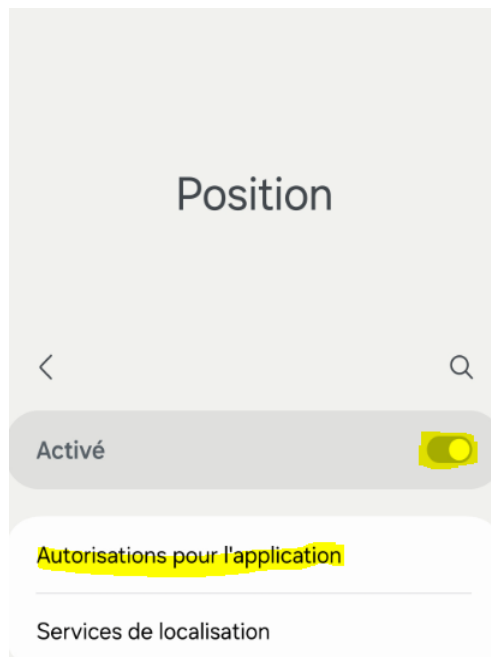 Position
Activé
Autorisations pour l'application
Services de localisation